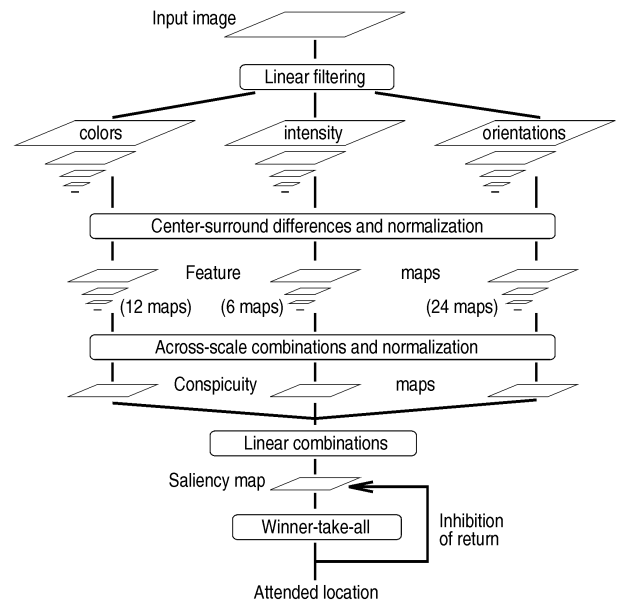 Input image
Linear filtering
colors intensity orientations
Center-surround differences and normalization
Feature maps
(12 maps) (6 maps) (24 maps)
Across-scale combinations and normalization
Conspicuity maps
Linear combinations
Saliency map
Winner-take-all
Inhibition
of return
Attended location